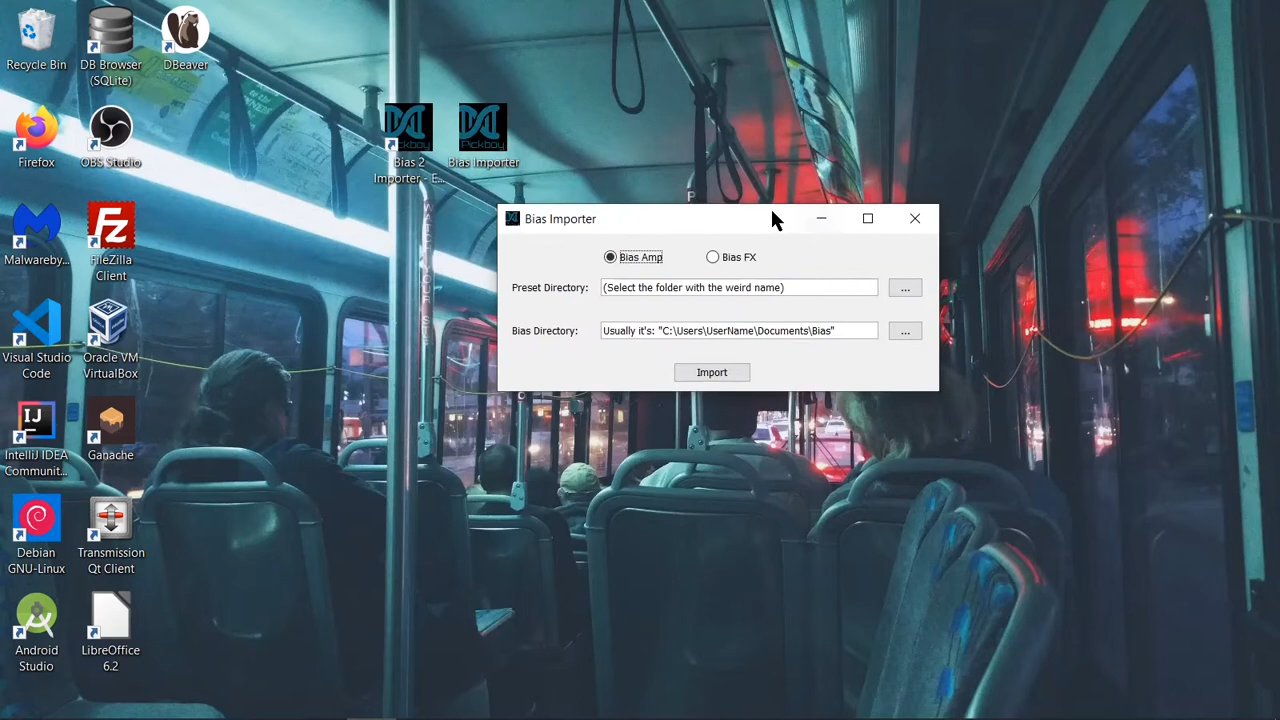 Recycle Bin
DB Browser
(SQLite)
DBeaver
Firefox
OBS Studio
Pickboy
Bias 2
Importer - E...
Pickboy
Bias Importer
Malwareby...
FileZilla
Client
Visual Studio
Code
Oracle VM
VirtualBox
IJ
IntelliJ IDEA
Communit...
Ganache
Debian
GNU-Linux
Transmission
Qt Client
Android
Studio
LibreOffice
6.2
Bias Importer
Bias Amp
Bias FX
Preset Directory:
(Select the folder with the weird name)
...
Bias Directory:
Usually it's: "C:\Users\UserName\Documents\Bias"
...
Import